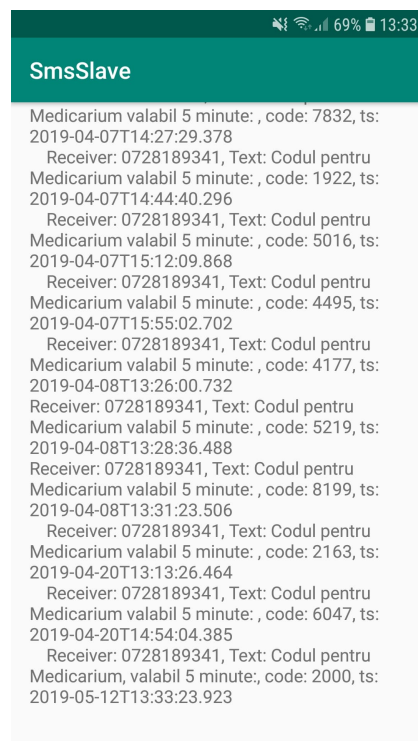 69% 13:33
SmsSlave
Medicarium valabil 5 minute: , code: 7832, ts:
2019-04-07T14:27:29.378
Receiver: 0728189341, Text: Codul pentru
Medicarium valabil 5 minute: , code: 1922, ts:
2019-04-07T14:44:40.296
Receiver: 0728189341, Text: Codul pentru
Medicarium valabil 5 minute: , code: 5016, ts:
2019-04-07T15:12:09.868
Receiver: 0728189341, Text: Codul pentru
Medicarium valabil 5 minute: , code: 4495, ts:
2019-04-07T15:55:02.702
Receiver: 0728189341, Text: Codul pentru
Medicarium valabil 5 minute: , code: 4177, ts:
2019-04-08T13:26:00.732
Receiver: 0728189341, Text: Codul pentru
Medicarium valabil 5 minute: , code: 5219, ts:
2019-04-08T13:28:36.488
Receiver: 0728189341, Text: Codul pentru
Medicarium valabil 5 minute: , code: 8199, ts:
2019-04-08T13:31:23.506
Receiver: 0728189341, Text: Codul pentru
Medicarium valabil 5 minute: , code: 2163, ts:
2019-04-20T13:13:26.464
Receiver: 0728189341, Text: Codul pentru
Medicarium valabil 5 minute: , code: 6047, ts:
2019-04-20T14:54:04.385
Receiver: 0728189341, Text: Codul pentru
Medicarium, valabil 5 minute:, code: 2000, ts:
2019-05-12T13:33:23.923